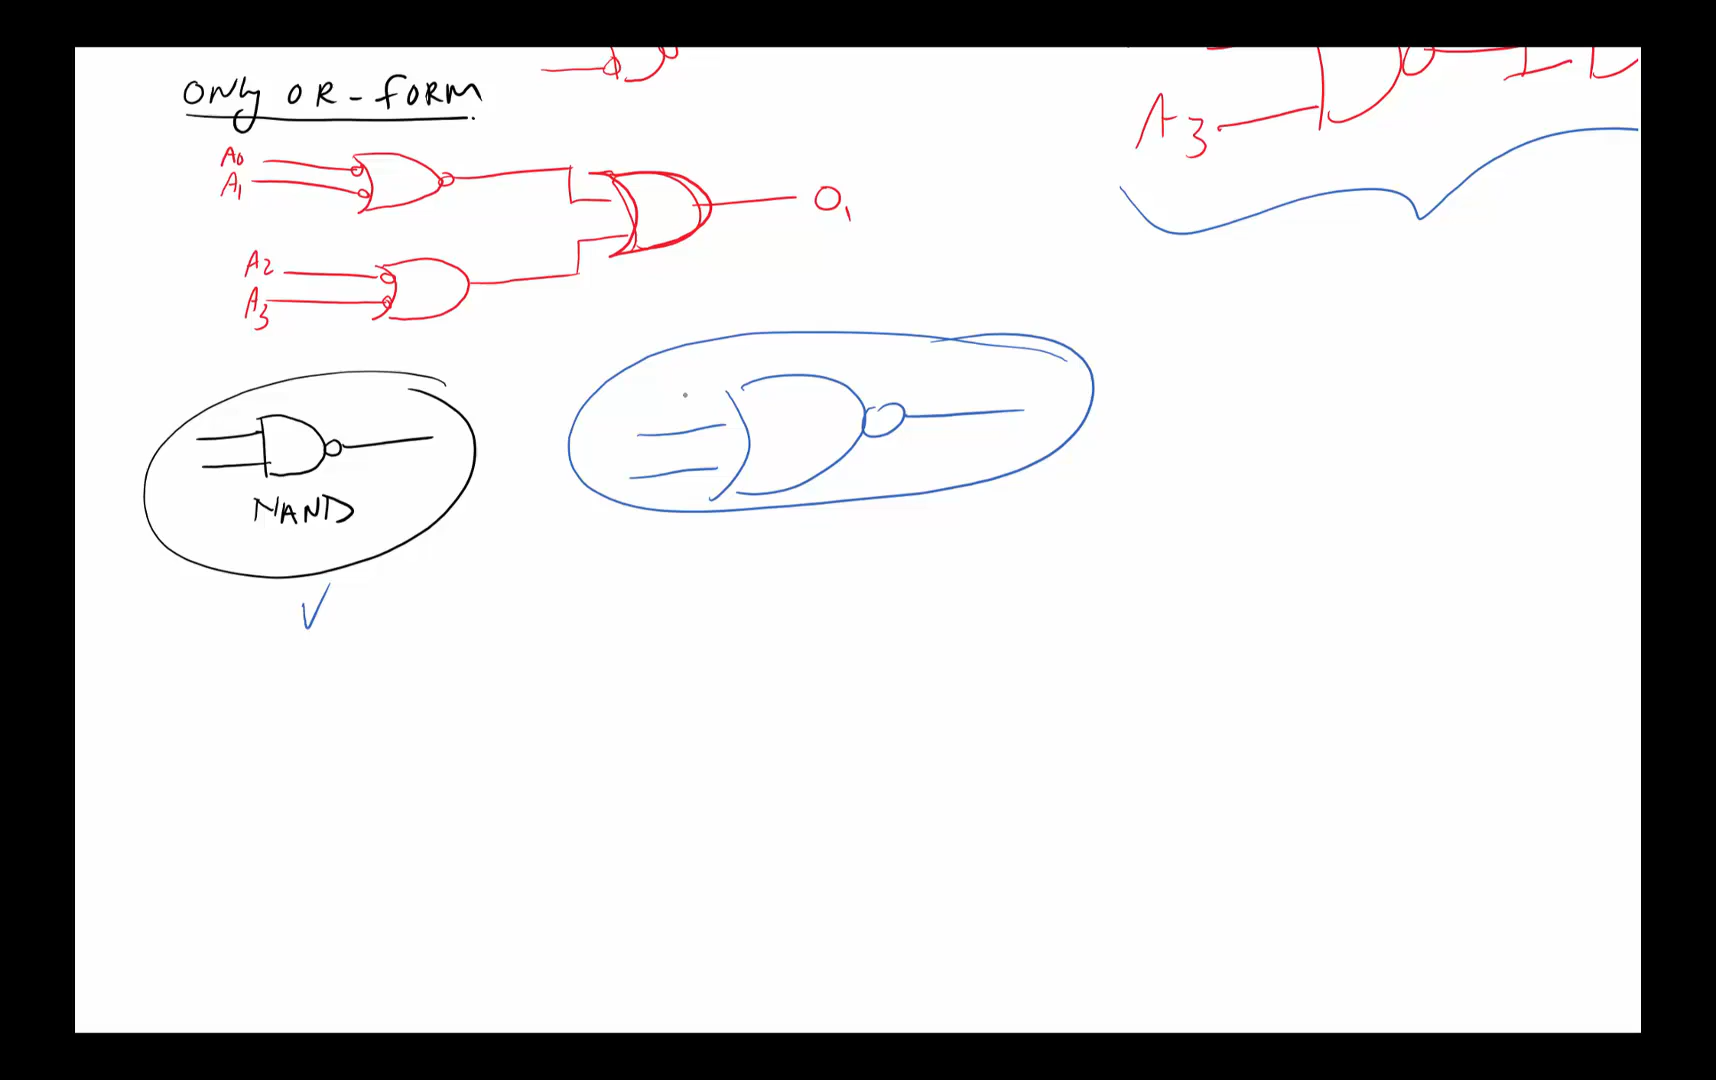 Only OR-FORM
A3
A0
A1
O1
A2
A3
NAND